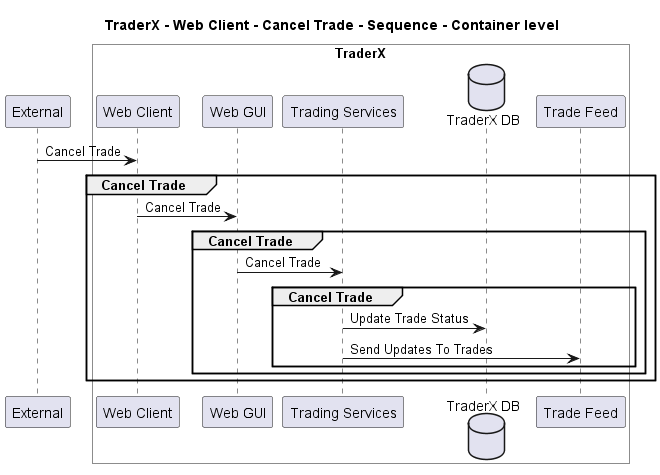 TraderX - Web Client - Cancel Trade - Sequence - Container level
TraderX
External
Web Client
Web GUI
Trading Services
TraderX DB
Trade Feed
Cancel Trade
Cancel Trade
Cancel Trade
Cancel Trade
Cancel Trade
Cancel Trade
Update Trade Status
Send Updates To Trades
External
Web Client
Web GUI
Trading Services
TraderX DB
Trade Feed